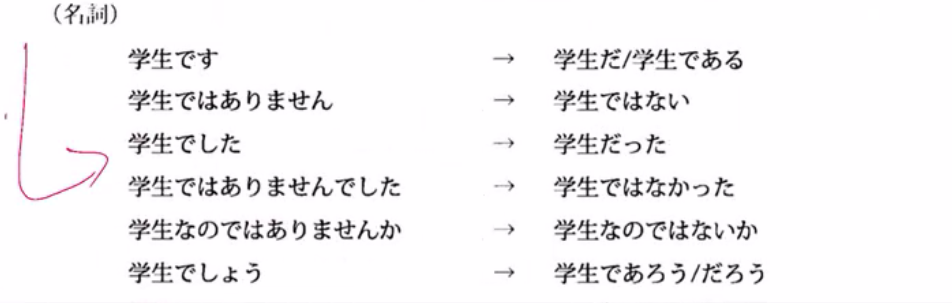 （名詞）
学生です → 学生だ/学生である
学生ではありません → 学生ではない
学生でした → 学生だった
学生ではありませんでした → 学生ではなかった
学生なのではありませんか → 学生なのではないか
学生でしょう → 学生であろう/だろう